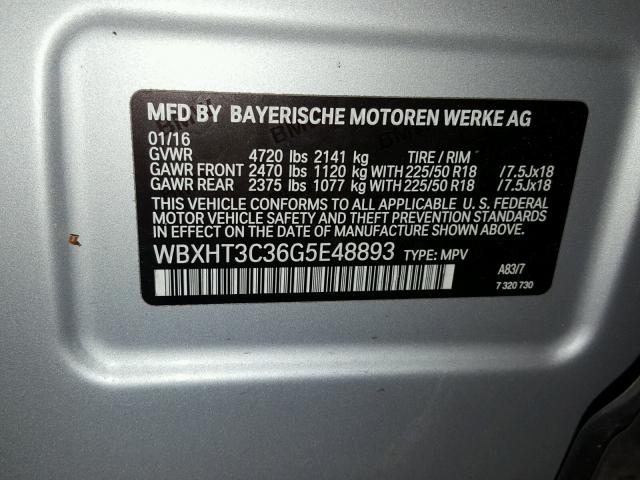 MFD BY BAYERISCHE MOTOREN WERKE AG
01/16
GVWR 4720 lbs 2141 kg TIRE / RIM
GAWR FRONT 2470 lbs 1120 kg WITH 225/50 R18 /7.5Jx18
GAWR REAR 2375 lbs 1077 kg WITH 225/50 R18 /7.5Jx18
THIS VEHICLE CONFORMS TO ALL APPLICABLE U. S. FEDERAL
MOTOR VEHICLE SAFETY AND THEFT PREVENTION STANDARDS
IN EFFECT ON THE DATE OF MANUFACTURE SHOWN ABOVE.
WBXHT3C36G5E48893 TYPE: MPV
A83/7
7 320 730